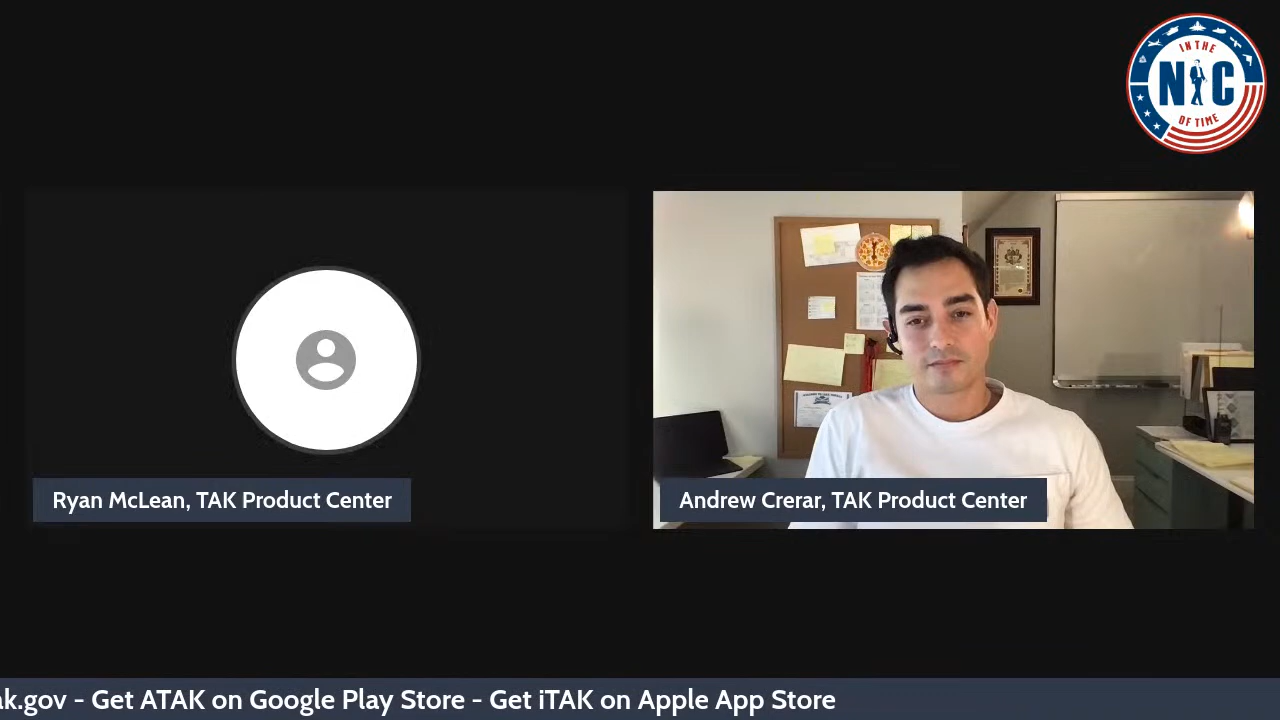 IN THE
NIC
OF TIME
Ryan McLean, TAK Product Center
Andrew Crerar, TAK Product Center
ak.gov - Get ATAK on Google Play Store - Get iTAK on Apple App Store